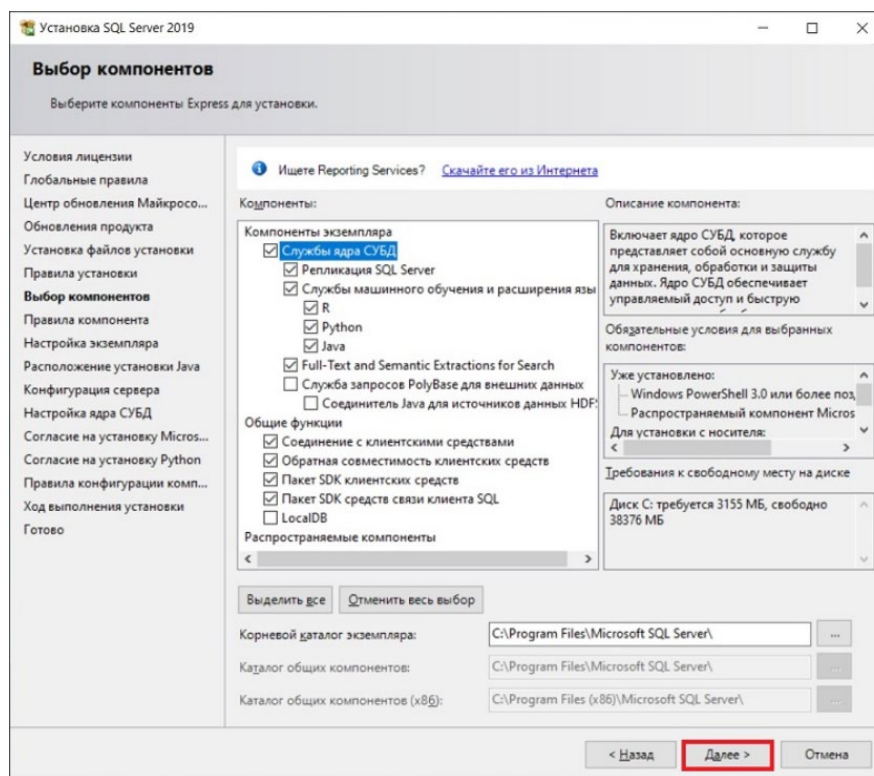 Установка SQL Server 2019
Выбор компонентов
Выберите компоненты Express для установки.
Условия лицензии
Глобальные правила
Центр обновления Майкросо...
Обновления продукта
Установка файлов установки
Правила установки
Выбор компонентов
Правила компонента
Настройка экземпляра
Расположение установки Java
Конфигурация сервера
Настройка ядра СУБД
Согласие на установку Micros...
Согласие на установку Python
Правила конфигурации комп...
Ход выполнения установки
Готово
Ищете Reporting Services? Скачайте его из Интернета
Компоненты:
Компоненты экземпляра
Службы ядра СУБД
Репликация SQL Server
Службы машинного обучения и расширения язы
R
Python
Java
Full-Text and Semantic Extractions for Search
Служба запросов PolyBase для внешних данных
Соединитель Java для источников данных HDFS
Общие функции
Соединение с клиентскими средствами
Обратная совместимость клиентских средств
Пакет SDK клиентских средств
Пакет SDK средств связи клиента SQL
LocalDB
Распространяемые компоненты
Описание компонента:
Включает ядро СУБД, которое
представляет собой основную службу
для хранения, обработки и защиты
данных. Ядро СУБД обеспечивает
управляемый доступ и быструю
Обязательные условия для выбранных
компонентов:
Уже установлено:
Windows PowerShell 3.0 или более поз
Распространяемый компонент Micros
Для установки с носителя:
Требования к свободному месту на диске
Диск C: требуется 3155 МБ, свободно
38376 МБ
Выделить все
Отменить весь выбор
Корневой каталог экземпляра: C:\Program Files\Microsoft SQL Server\ ...
Каталог общих компонентов: C:\Program Files\Microsoft SQL Server\ ...
Каталог общих компонентов (x86): C:\Program Files (x86)\Microsoft SQL Server\ ...
< Назад
Далее >
Отмена